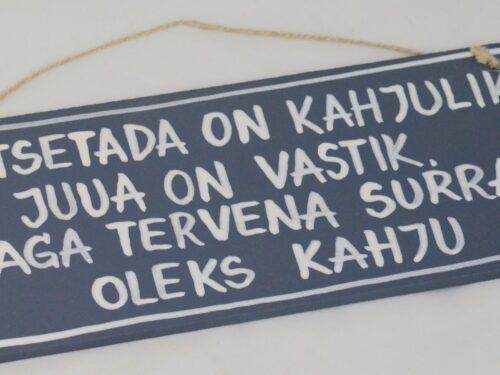 TSETADA ON KAHJULIK
JUUA ON VASTIK.
AGA TERVENA SURRA
OLEKS KAHJU